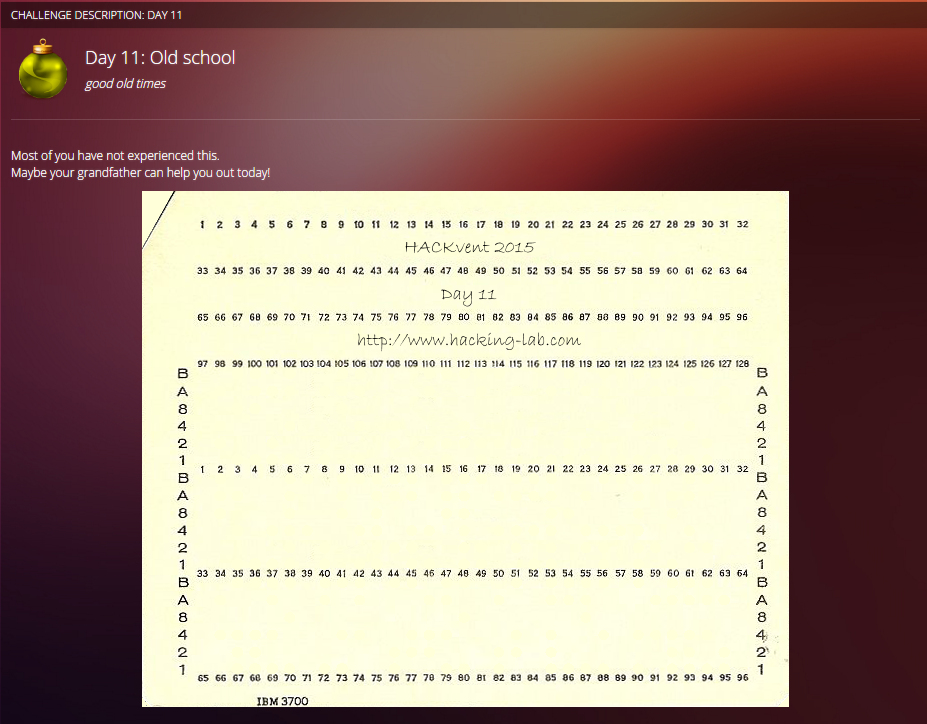 CHALLENGE DESCRIPTION: DAY 11
Day 11: Old school
good old times
Most of you have not experienced this.
Maybe your grandfather can help you out today!
1 2 3 4 5 6 7 8 9 10 11 12 13 14 15 16 17 18 19 20 21 22 23 24 25 26 27 28 29 30 31 32
HACKvent 2015
33 34 35 36 37 38 39 40 41 42 43 44 45 46 47 48 49 50 51 52 53 54 55 56 57 58 59 60 61 62 63 64
Day 11
65 66 67 68 69 70 71 72 73 74 75 76 77 78 79 80 81 82 83 84 85 86 87 88 89 90 91 92 93 94 95 96
http://www.hacking-lab.com
97 98 99 100 101 102 103 104 105 106 107 108 109 110 111 112 113 114 115 116 117 118 119 120 121 122 123 124 125 126 127 128
B B
A A
8 8
4 4
2 2
1 1
1 2 3 4 5 6 7 8 9 10 11 12 13 14 15 16 17 18 19 20 21 22 23 24 25 26 27 28 29 30 31 32
B B
A A
8 8
4 4
2 2
1 1
33 34 35 36 37 38 39 40 41 42 43 44 45 46 47 48 49 50 51 52 53 54 55 56 57 58 59 60 61 62 63 64
B B
A A
8 8
4 4
2 2
1 1
65 66 67 68 69 70 71 72 73 74 75 76 77 78 79 80 81 82 83 84 85 86 87 88 89 90 91 92 93 94 95 96
IBM 3700